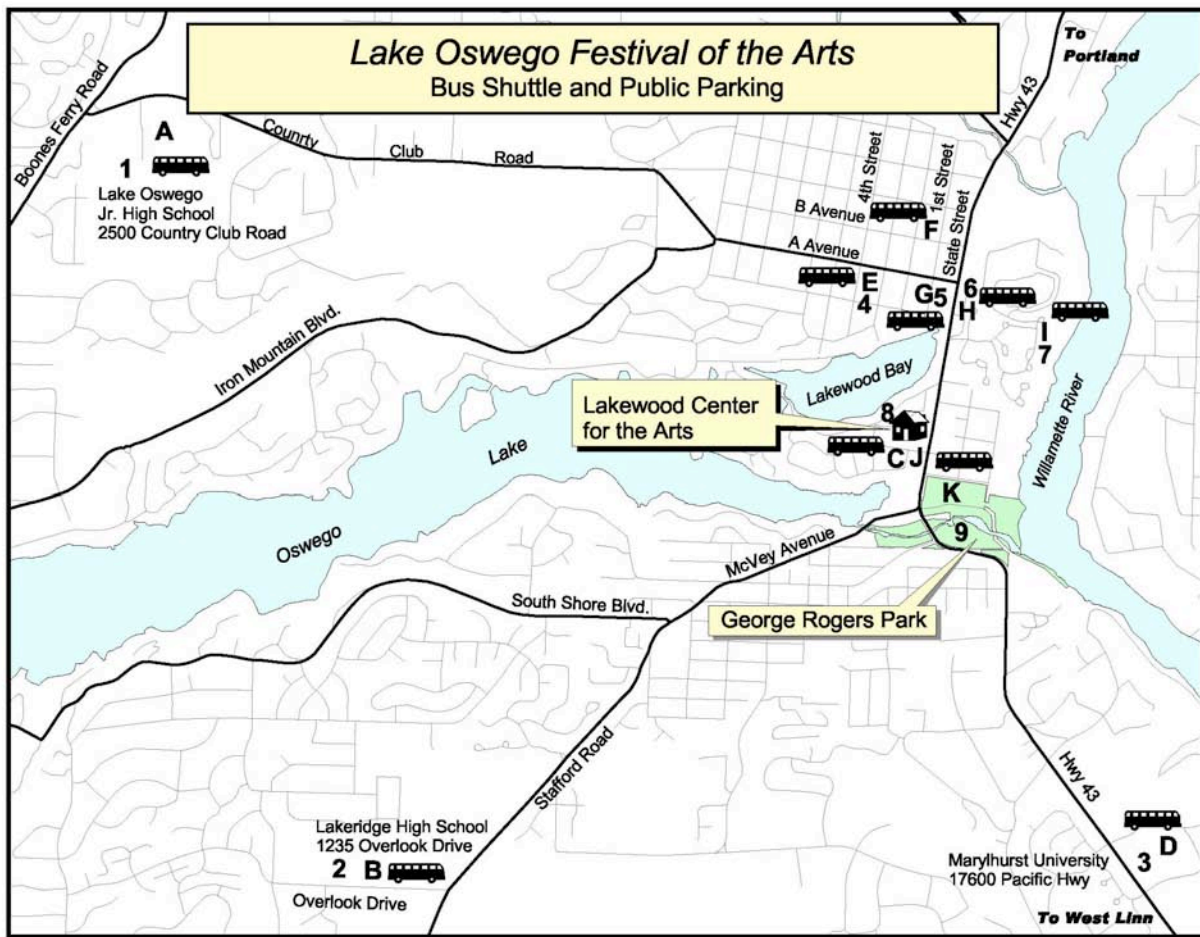 Lake Oswego Festival of the Arts
Bus Shuttle and Public Parking
To
Portland
Hwy 43
Boones Ferry Road
A
1
Lake Oswego
Jr. High School
2500 Country Club Road
Counrty
Club
Road
4th Street
1st Street
B Avenue
F
State Street
A Avenue
E
4
G5
6
H
I
7
Iron Mountain Blvd.
Lakewood Bay
Lakewood Center
for the Arts
8
C J
Willamette River
Lake
Oswego
K
9
McVey Avenue
South Shore Blvd.
George Rogers Park
Stafford Road
Hwy 43
Lakeridge High School
1235 Overlook Drive
2 B
Overlook Drive
D
3
Marylhurst University
17600 Pacific Hwy
To West Linn